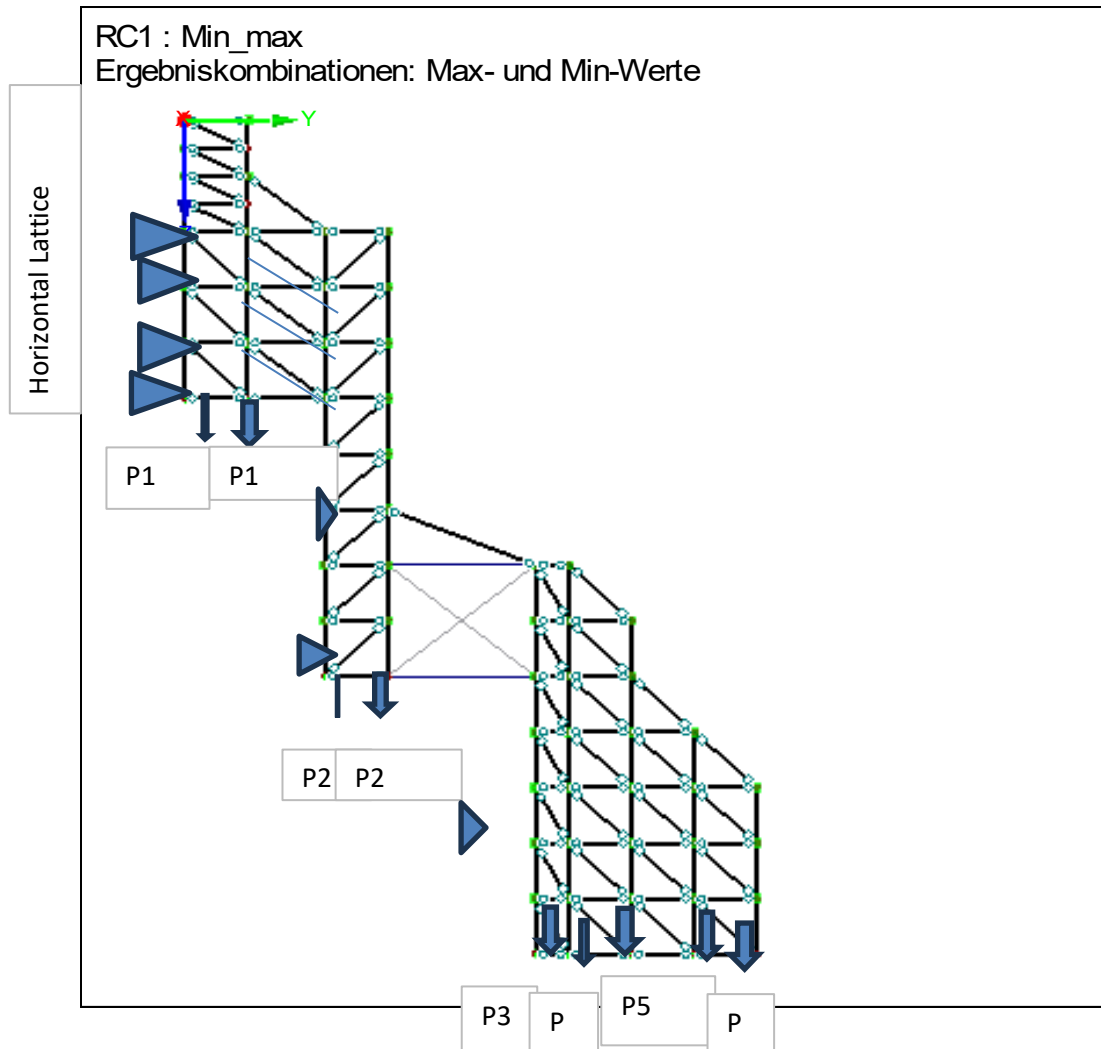 RC1 : Min_max
Ergebniskombinationen: Max- und Min-Werte
Horizontal Lattice
X
Y
P1
P1
P2
P2
P3
P
P5
P